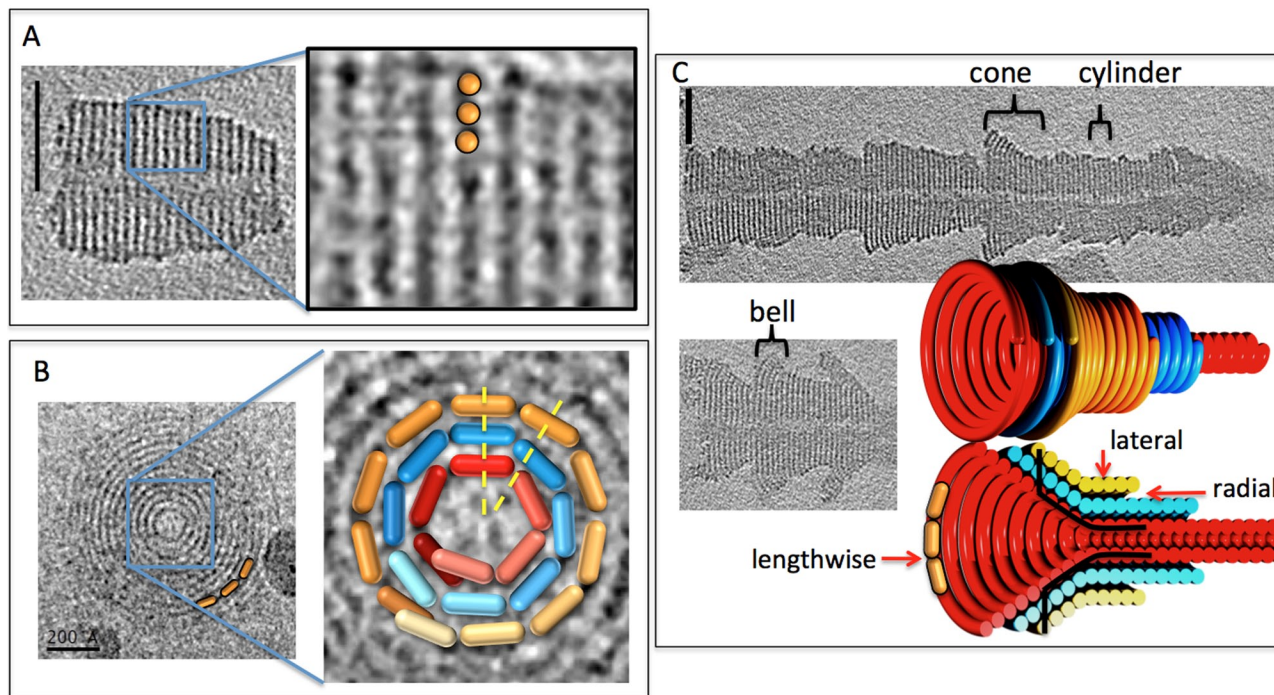 A
B
200 Å
C
cone
cylinder
bell
lateral
radial
lengthwise